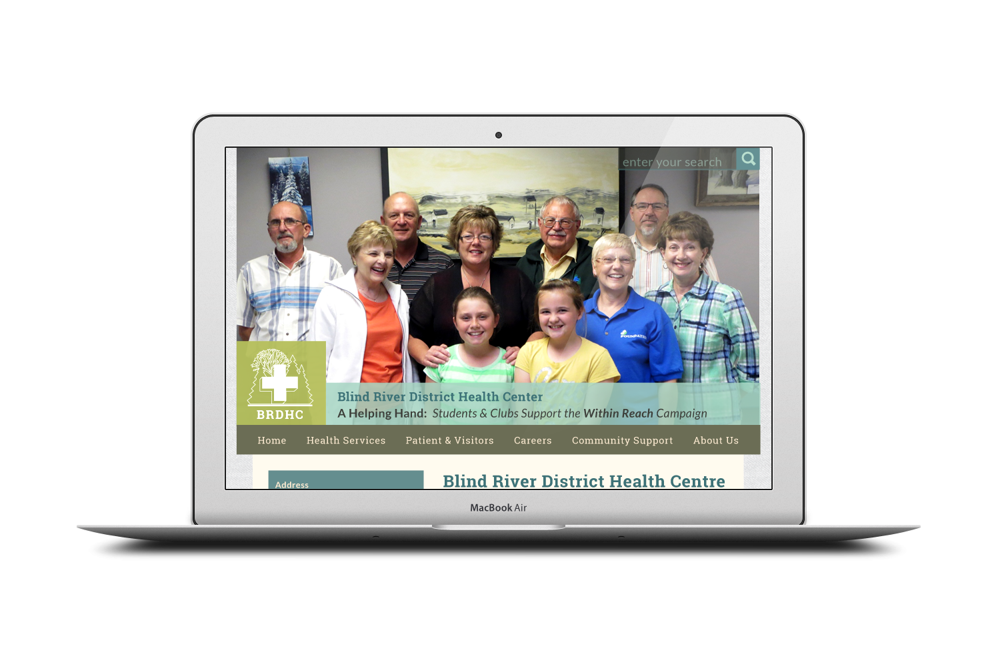 enter your search
FOUNDATI
BRDHC
Blind River District Health Center
A Helping Hand: Students & Clubs Support the Within Reach Campaign
Home Health Services Patient & Visitors Careers Community Support About Us
Address
Blind River District Health Centre
MacBook Air